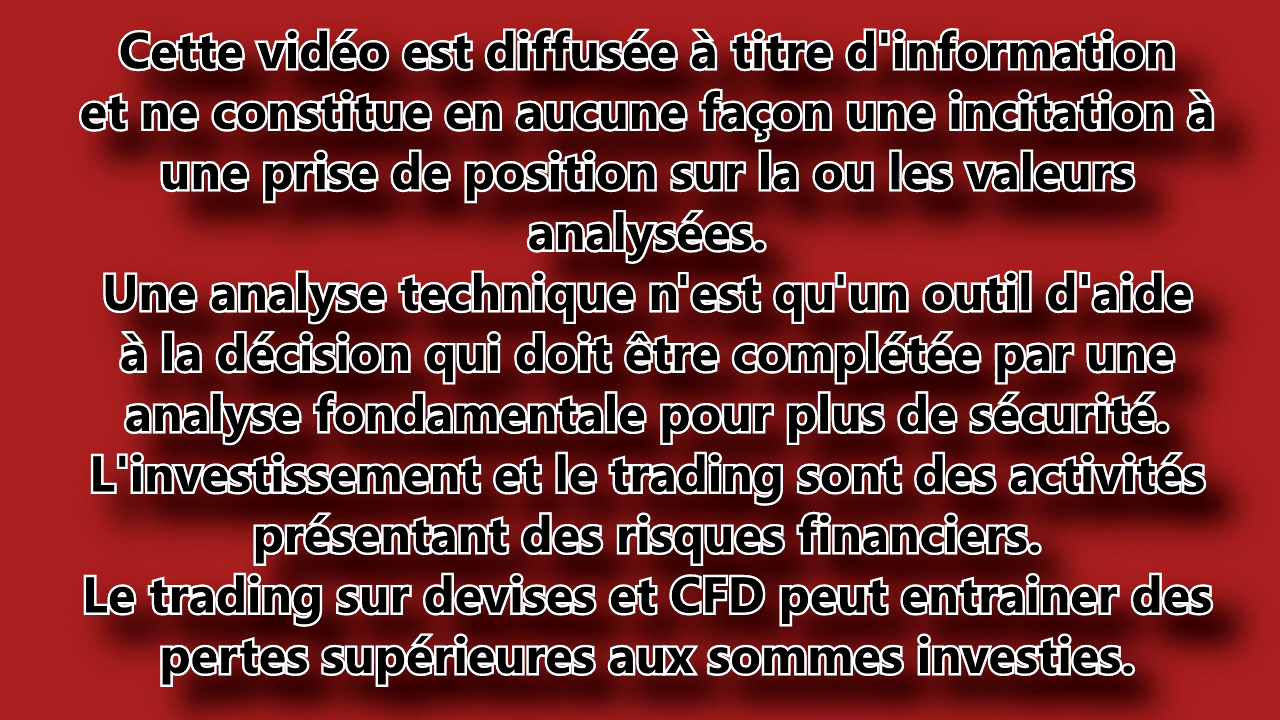 Cette vidéo est diffusée à titre d'information
et ne constitue en aucune façon une incitation à
une prise de position sur la ou les valeurs
analysées.
Une analyse technique n'est qu'un outil d'aide
à la décision qui doit être complétée par une
analyse fondamentale pour plus de sécurité.
L'investissement et le trading sont des activités
présentant des risques financiers.
Le trading sur devises et CFD peut entrainer des
pertes supérieures aux sommes investies.